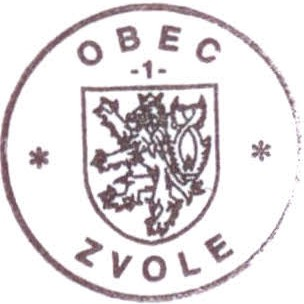 OBEC
-1-
* *
ZVOLE